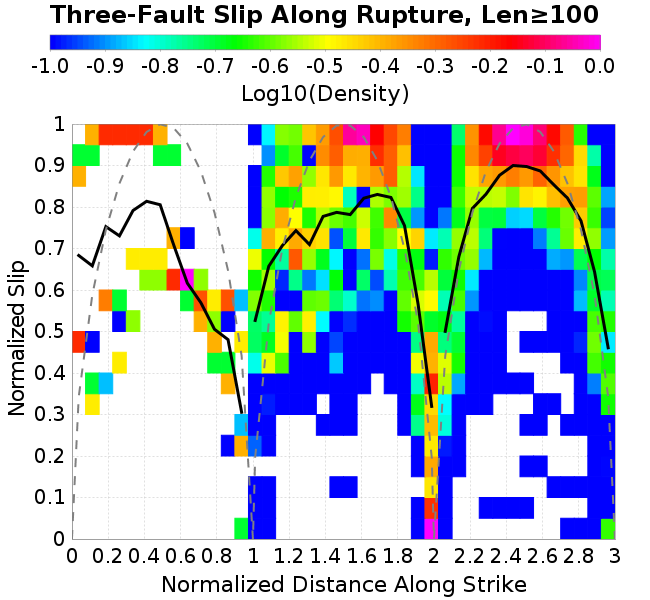 Three-Fault Slip Along Rupture, Len≥100
-1.0 -0.9 -0.8 -0.7 -0.6 -0.5 -0.4 -0.3 -0.2 -0.1 0.0
Log10(Density)
1
0.9
0.8
0.7
0.6
0.5
0.4
0.3
0.2
0.1
0
Normalized Slip
0 0.2 0.4 0.6 0.8 1 1.2 1.4 1.6 1.8 2 2.2 2.4 2.6 2.8 3
Normalized Distance Along Strike